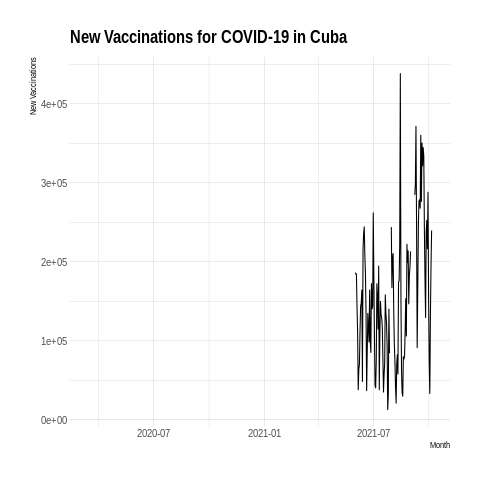 New Vaccinations for COVID-19 in Cuba
New Vaccinations
4e+05
3e+05
2e+05
1e+05
0e+00
2020-07 2021-01 2021-07
Month